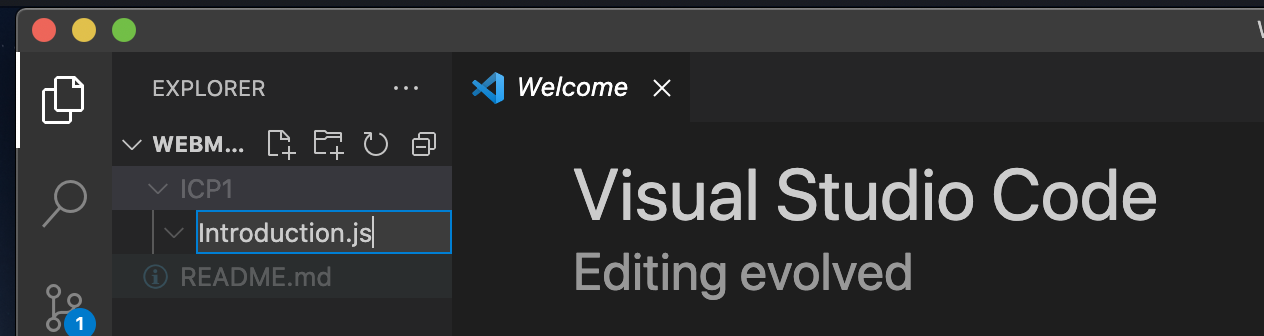 EXPLORER
Welcome
WEBM...
ICP1
Introduction.js
README.md
1
Visual Studio Code
Editing evolved